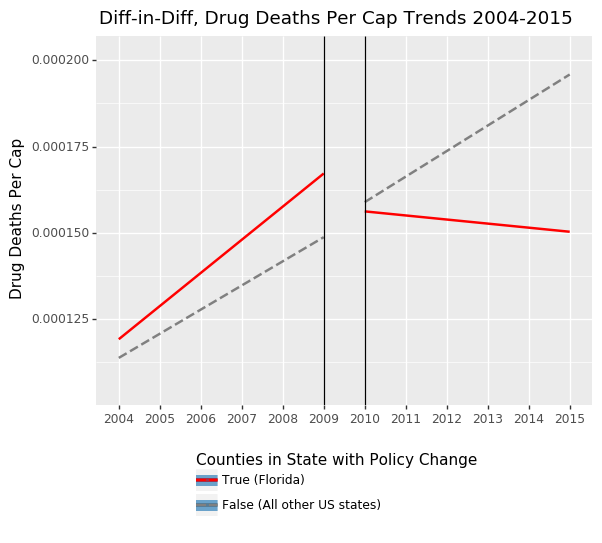 Diff-in-Diff, Drug Deaths Per Cap Trends 2004-2015
Drug Deaths Per Cap
0.000200
0.000175
0.000150
0.000125
2004 2005 2006 2007 2008 2009 2010 2011 2012 2013 2014 2015
Counties in State with Policy Change
True (Florida)
False (All other US states)